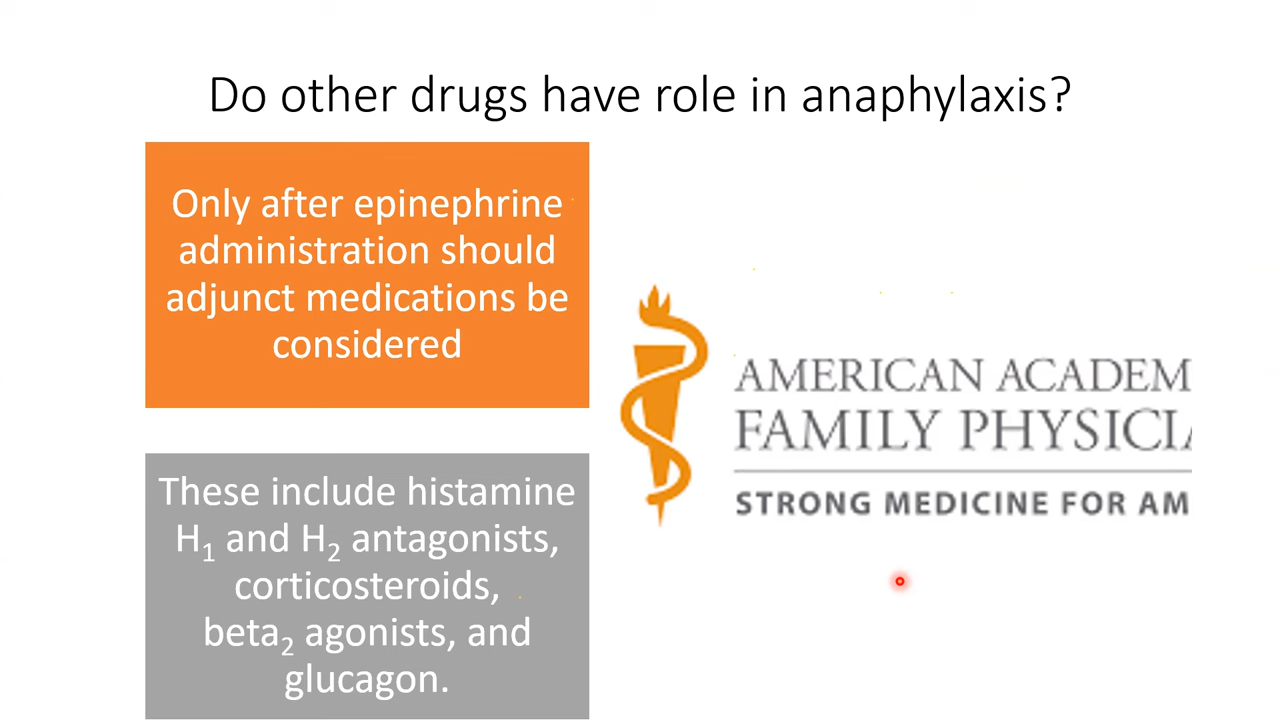 Do other drugs have role in anaphylaxis?
Only after epinephrine
administration should
adjunct medications be
considered
These include histamine
H₁ and H₂ antagonists,
corticosteroids,
beta₂ agonists, and
glucagon.
AMERICAN ACADEM
FAMILY PHYSICI
STRONG MEDICINE FOR AM